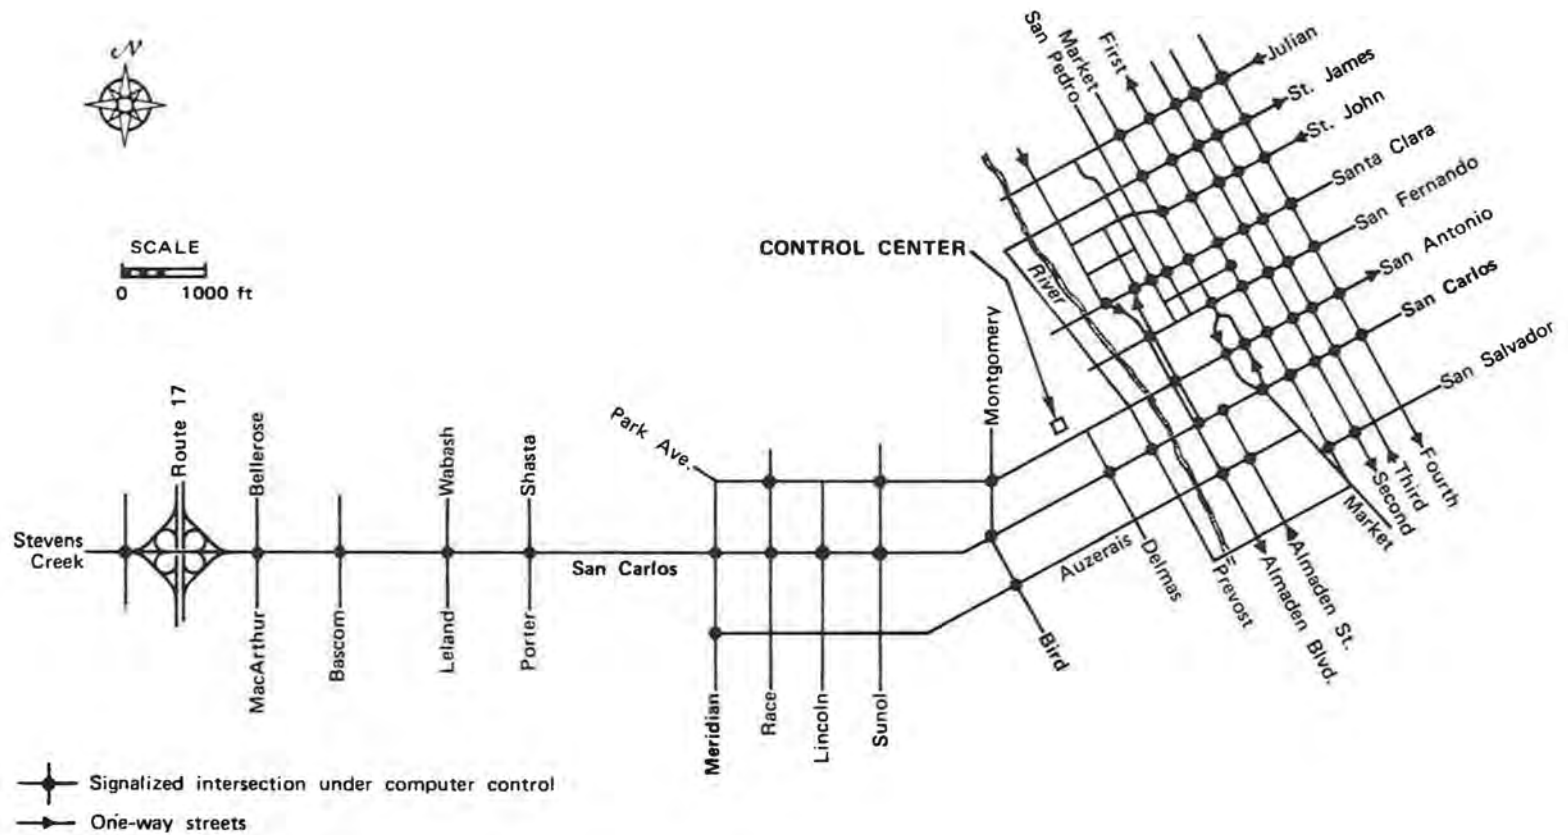 N
SCALE
0 1000 ft
CONTROL CENTER
San Pedro
Market
First
Julian
St. James
St. John
Santa Clara
San Fernando
San Antonio
San Carlos
San Salvador
River
Montgomery
Park Ave.
Route 17
Bellerose
Wabash
Shasta
Stevens
Creek
San Carlos
MacArthur
Bascom
Leland
Porter
Meridian
Race
Lincoln
Sunol
Bird
Auzerais
Delmas
Prevost
Almaden Blvd.
Almaden St.
Market
Second
Third
Fourth
Signalized intersection under computer control
One-way streets